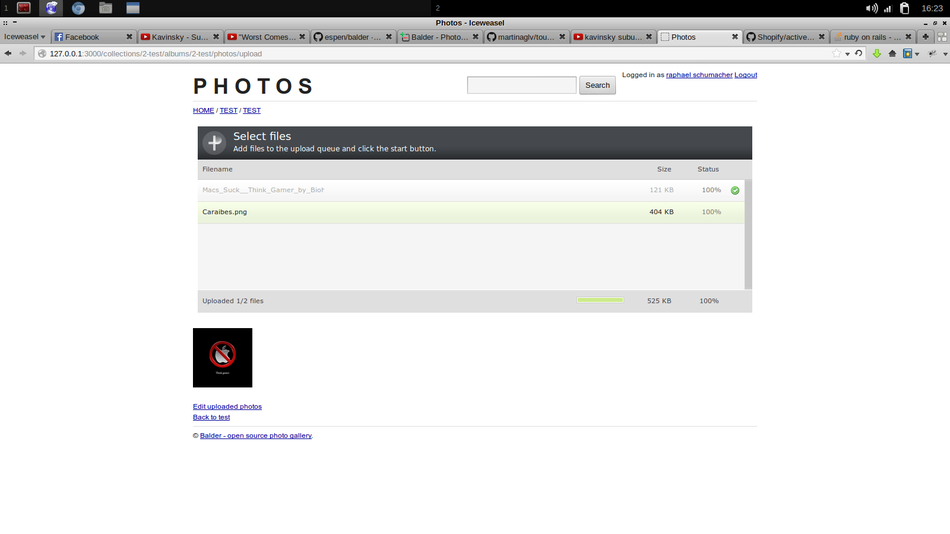 1
2
16:23
Photos - Iceweasel
Iceweasel
Facebook
Kavinsky - Su...
"Worst Comes...
espen/balder ·...
Balder - Photo...
martinaglv/tou...
kavinsky subu...
Photos
Shopify/active...
ruby on rails - ...
127.0.0.1:3000/collections/2-test/albums/2-test/photos/upload
PHOTOS
Search
Logged in as raphael schumacher Logout
HOME / TEST / TEST
Select files
Add files to the upload queue and click the start button.
Filename Size Status
Macs_Suck__Think_Gamer_by_Biof 121 KB 100%
Caraibes.png 404 KB 100%
Uploaded 1/2 files 525 KB 100%
Edit uploaded photos
Back to test
© Balder - open source photo gallery.